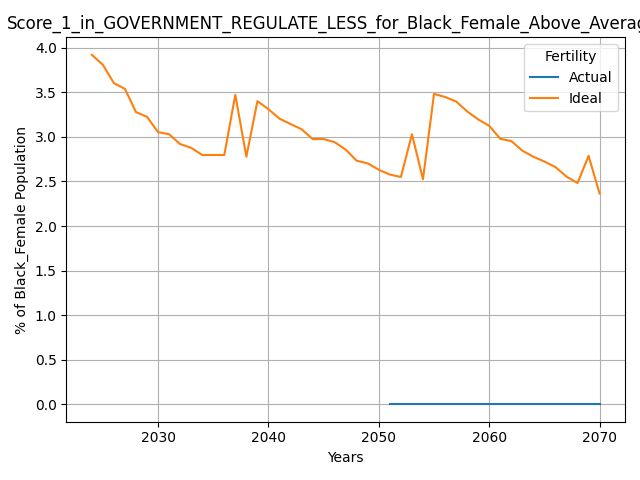 Score_1_in_GOVERNMENT_REGULATE_LESS_for_Black_Female_Above_Averag
Fertility
Actual
Ideal
4.0
3.5
3.0
2.5
2.0
1.5
1.0
0.5
0.0
% of Black_Female Population
2030 2040 2050 2060 2070
Years